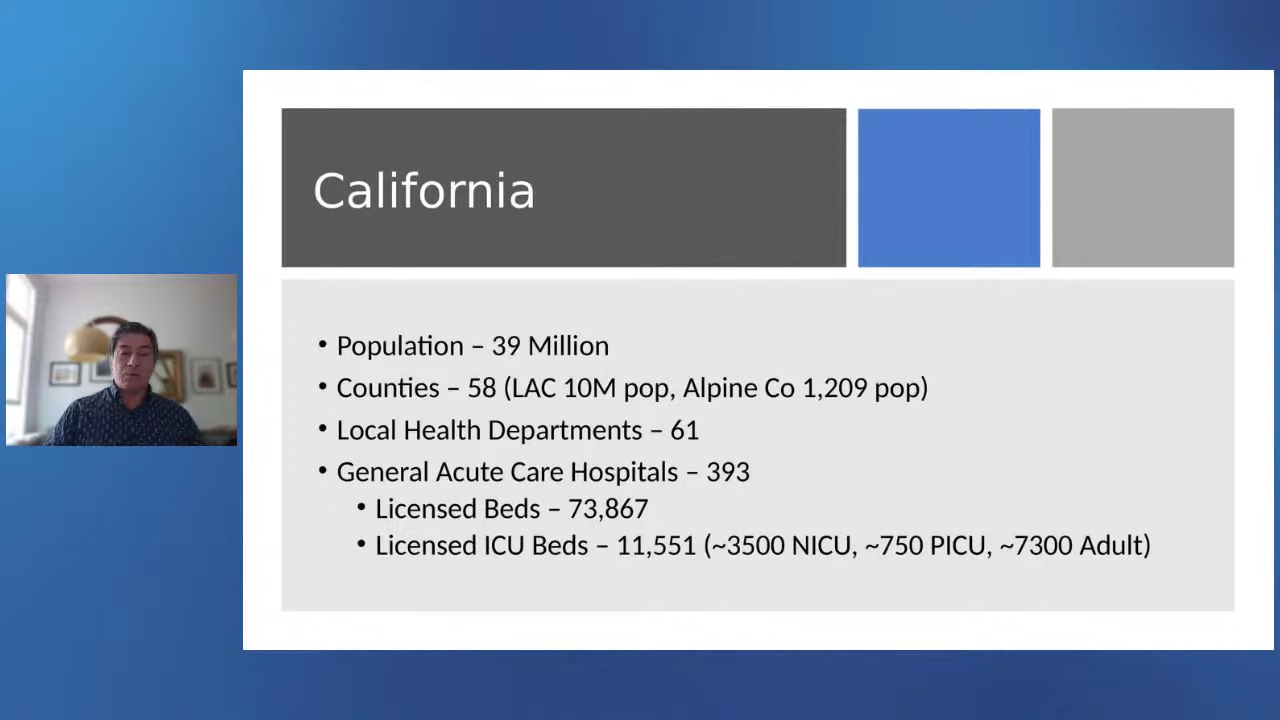 California
• Population – 39 Million
• Counties – 58 (LAC 10M pop, Alpine Co 1,209 pop)
• Local Health Departments – 61
• General Acute Care Hospitals – 393
• Licensed Beds – 73,867
• Licensed ICU Beds – 11,551 (~3500 NICU, ~750 PICU, ~7300 Adult)